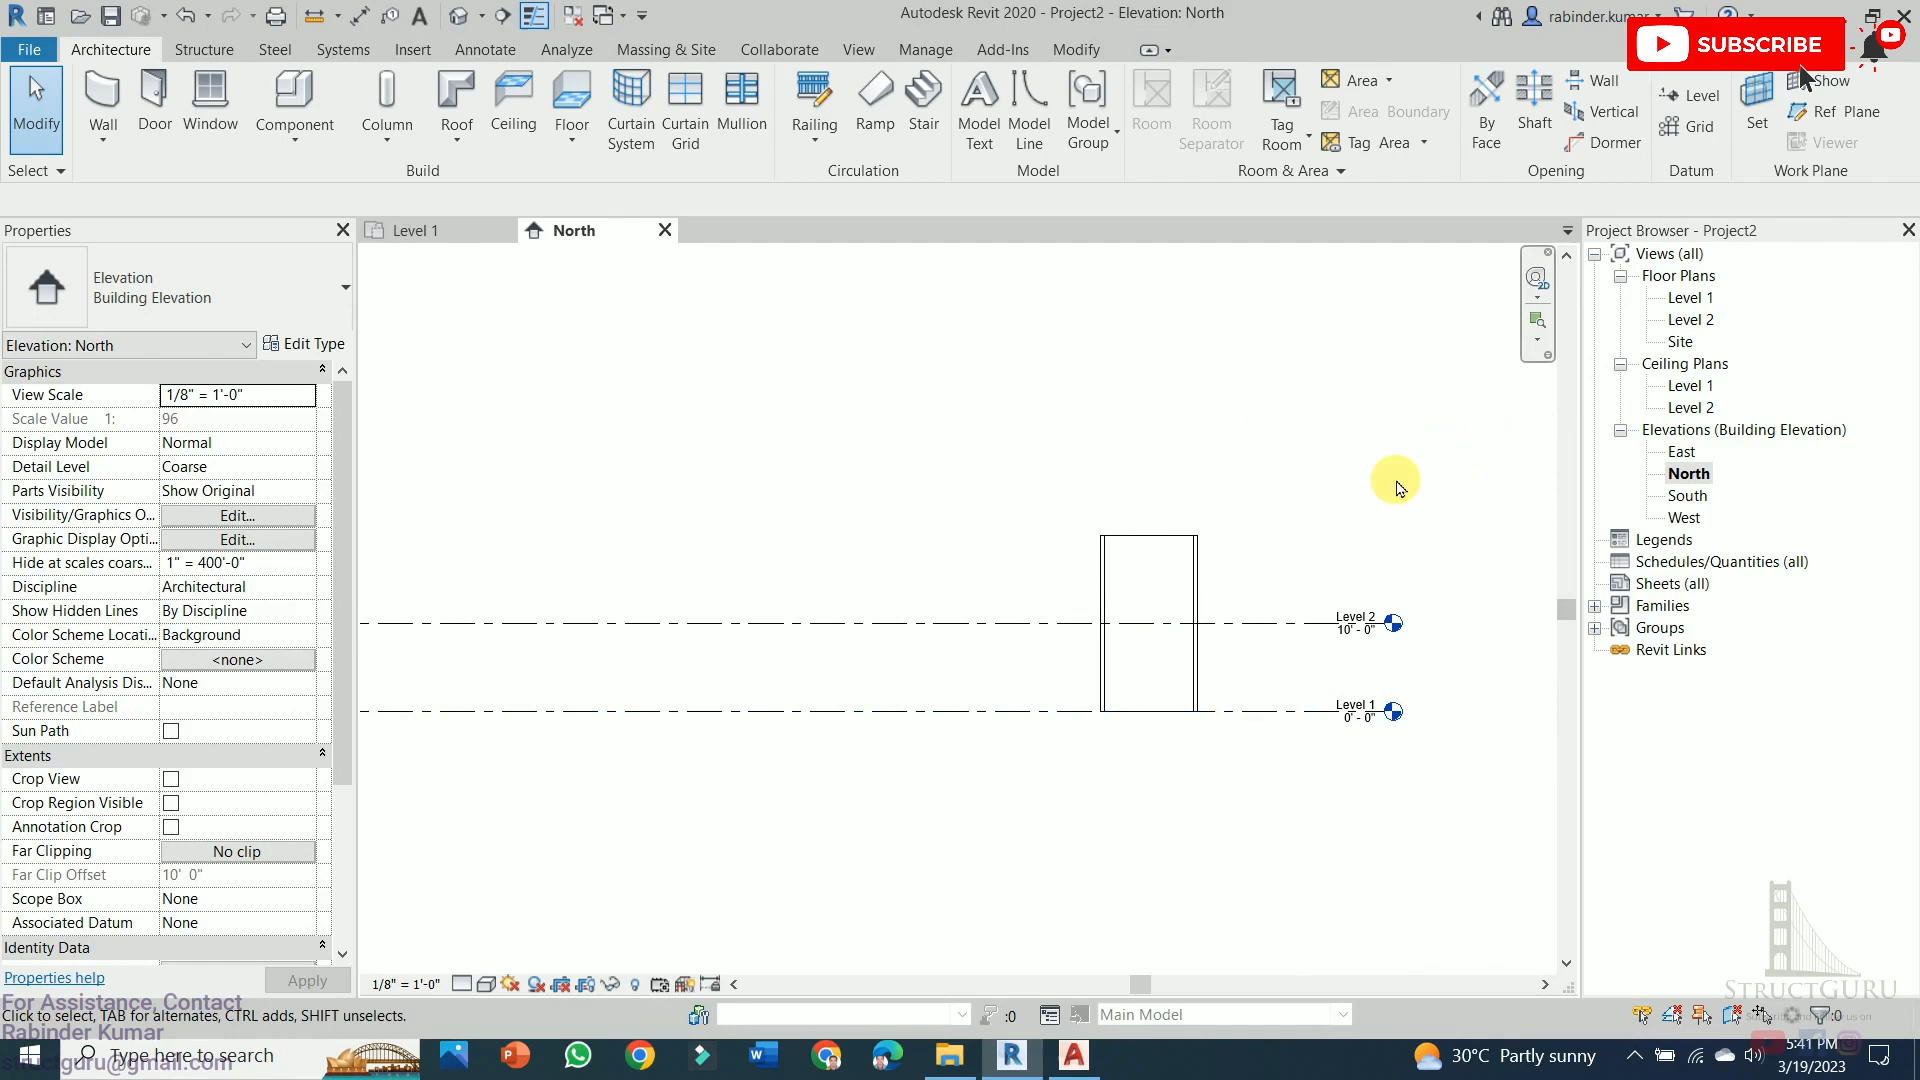 Autodesk Revit 2020 - Project2 - Elevation: North
rabinder.kumar
SUBSCRIBE
File Architecture Structure Steel Systems Insert Annotate Analyze Massing & Site Collaborate View Manage Add-Ins Modify
Modify
Wall
Door
Window
Component
Column
Roof
Ceiling
Floor
Curtain System
Curtain Grid
Mullion
Railing
Ramp
Stair
Model Text
Model Line
Model Group
Room
Room Separator
Tag Room
Area
Area Boundary
Tag Area
By Face
Shaft
Wall
Vertical
Dormer
Level
Grid
Set
Show
Ref Plane
Viewer
Select Build Circulation Model Room & Area Opening Datum Work Plane
Properties
Elevation
Building Elevation
Elevation: North Edit Type
Graphics
View Scale 1/8" = 1'-0"
Scale Value 1: 96
Display Model Normal
Detail Level Coarse
Parts Visibility Show Original
Visibility/Graphics O... Edit...
Graphic Display Opti... Edit...
Hide at scales coars... 1" = 400'-0"
Discipline Architectural
Show Hidden Lines By Discipline
Color Scheme Locati... Background
Color Scheme <none>
Default Analysis Dis... None
Reference Label
Sun Path
Extents
Crop View
Crop Region Visible
Annotation Crop
Far Clipping No clip
Far Clip Offset 10' 0"
Scope Box None
Associated Datum None
Identity Data
Properties help Apply
Level 1 North
2D
Level 2
10' - 0"
Level 1
0' - 0"
1/8" = 1'-0"
Project Browser - Project2
Views (all)
Floor Plans
Level 1
Level 2
Site
Ceiling Plans
Level 1
Level 2
Elevations (Building Elevation)
East
North
South
West
Legends
Schedules/Quantities (all)
Sheets (all)
Families
Groups
Revit Links
STRUCTGURU
For Assistance, Contact
Click to select, TAB for alternates, CTRL adds, SHIFT unselects.
:0
Main Model
:0
Rabinder Kumar
Type here to search
structguru@gmail.com
30°C Partly sunny
5:41 PM
3/19/2023